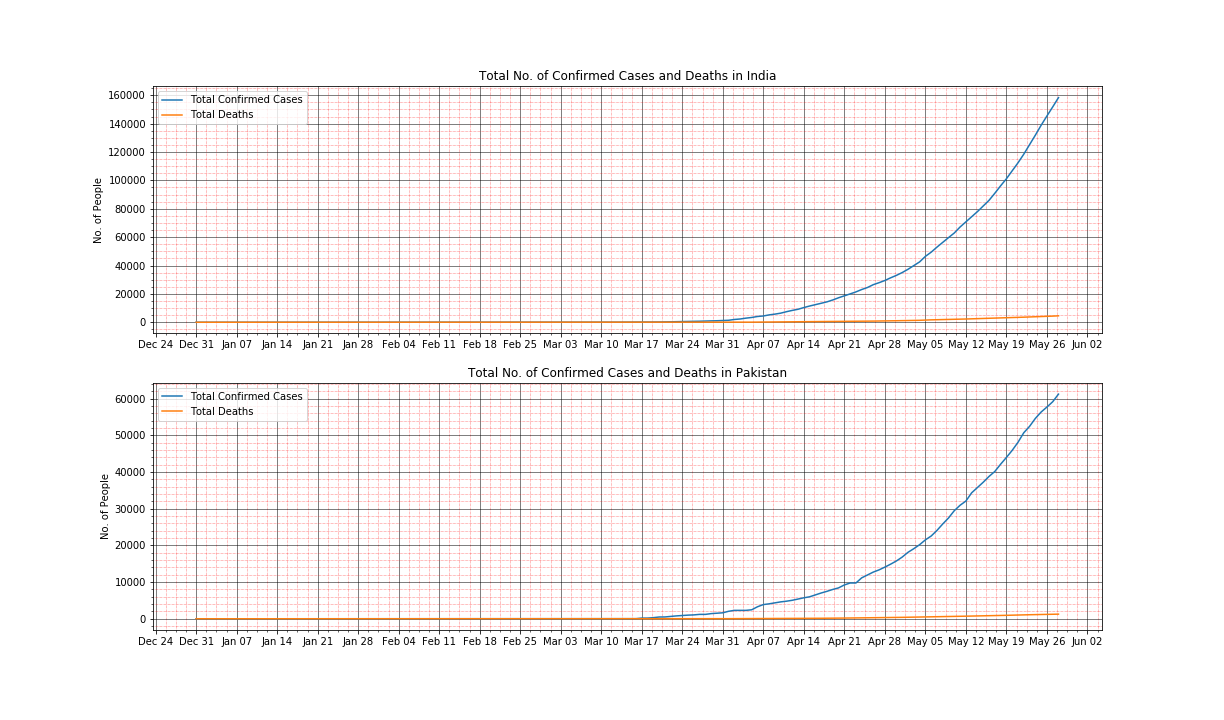 Total No. of Confirmed Cases and Deaths in India
Total Confirmed Cases
Total Deaths
No. of People
160000
140000
120000
100000
80000
60000
40000
20000
0
Dec 24 Dec 31 Jan 07 Jan 14 Jan 21 Jan 28 Feb 04 Feb 11 Feb 18 Feb 25 Mar 03 Mar 10 Mar 17 Mar 24 Mar 31 Apr 07 Apr 14 Apr 21 Apr 28 May 05 May 12 May 19 May 26 Jun 02
Total No. of Confirmed Cases and Deaths in Pakistan
Total Confirmed Cases
Total Deaths
No. of People
60000
50000
40000
30000
20000
10000
0
Dec 24 Dec 31 Jan 07 Jan 14 Jan 21 Jan 28 Feb 04 Feb 11 Feb 18 Feb 25 Mar 03 Mar 10 Mar 17 Mar 24 Mar 31 Apr 07 Apr 14 Apr 21 Apr 28 May 05 May 12 May 19 May 26 Jun 02